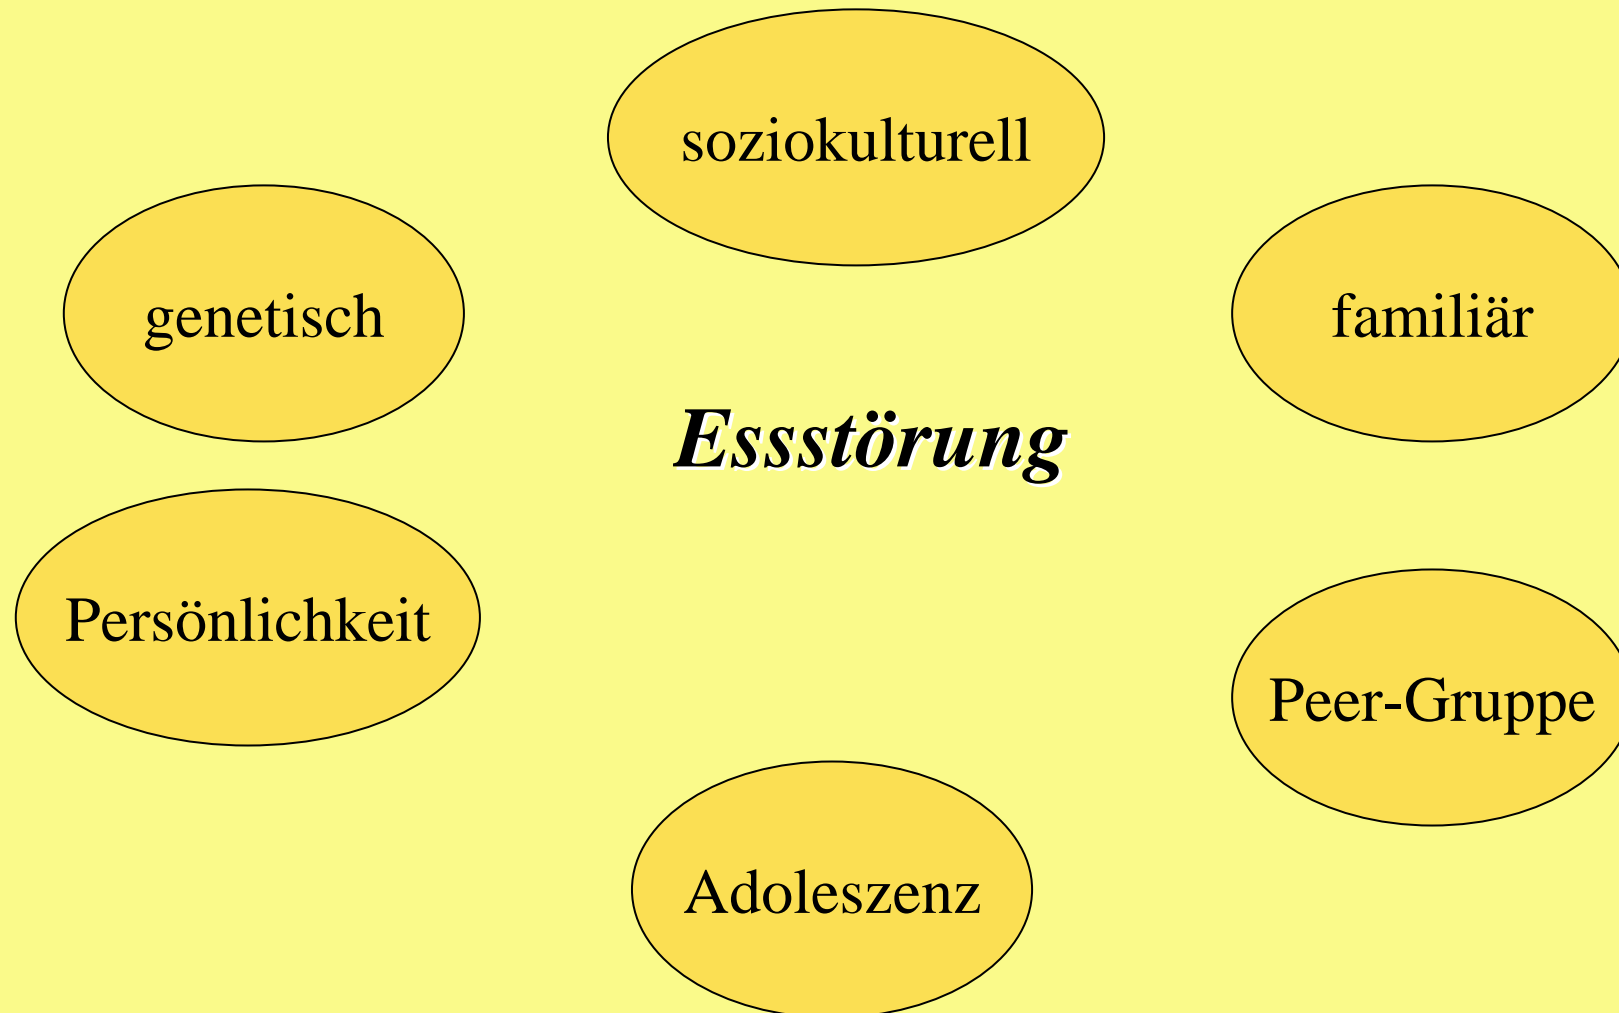 soziokulturell
genetisch
familiär
Essstörung
Persönlichkeit
Peer-Gruppe
Adoleszenz